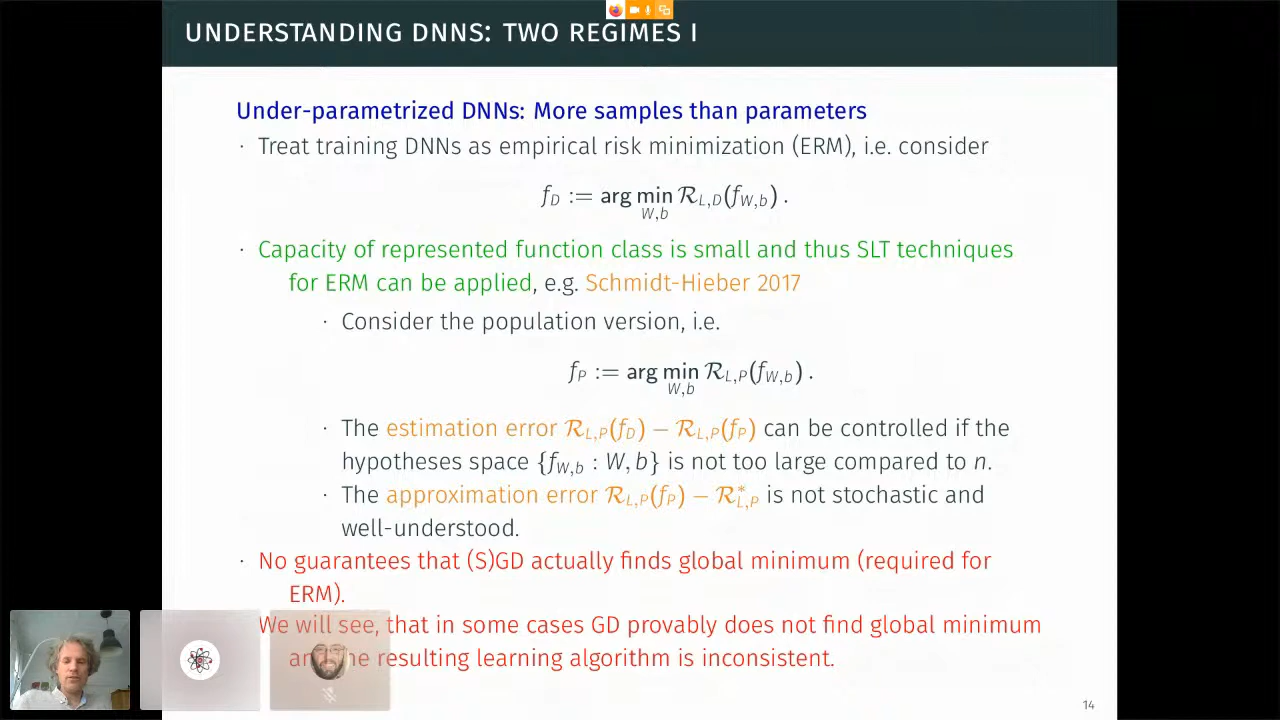 UNDERSTANDING DNNS: TWO REGIMES I
Under-parametrized DNNs: More samples than parameters
· Treat training DNNs as empirical risk minimization (ERM), i.e. consider
f_D := arg min_{W,b} R_{L,D}(f_{W,b}) .
· Capacity of represented function class is small and thus SLT techniques
for ERM can be applied, e.g. Schmidt-Hieber 2017
· Consider the population version, i.e.
f_P := arg min_{W,b} R_{L,P}(f_{W,b}) .
· The estimation error R_{L,P}(f_D) − R_{L,P}(f_P) can be controlled if the
hypotheses space {f_{W,b} : W, b} is not too large compared to n.
· The approximation error R_{L,P}(f_P) − R*_{L,P} is not stochastic and
well-understood.
· No guarantees that (S)GD actually finds global minimum (required for
ERM).
We will see, that in some cases GD provably does not find global minimum
resulting learning algorithm is inconsistent.
14